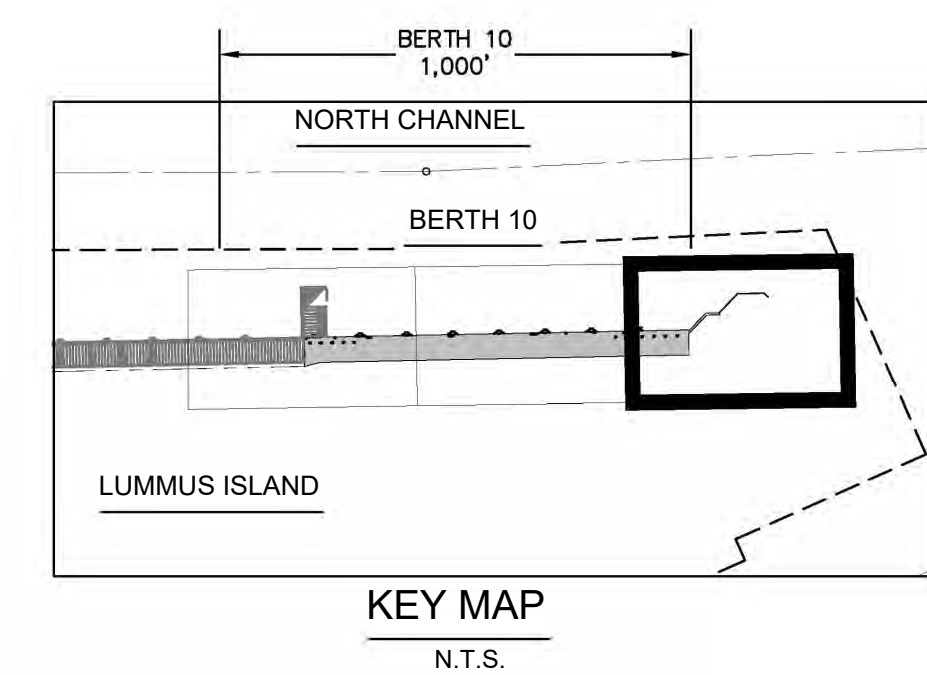 BERTH 10
1,000'
NORTH CHANNEL
BERTH 10
LUMMUS ISLAND
KEY MAP
N.T.S.